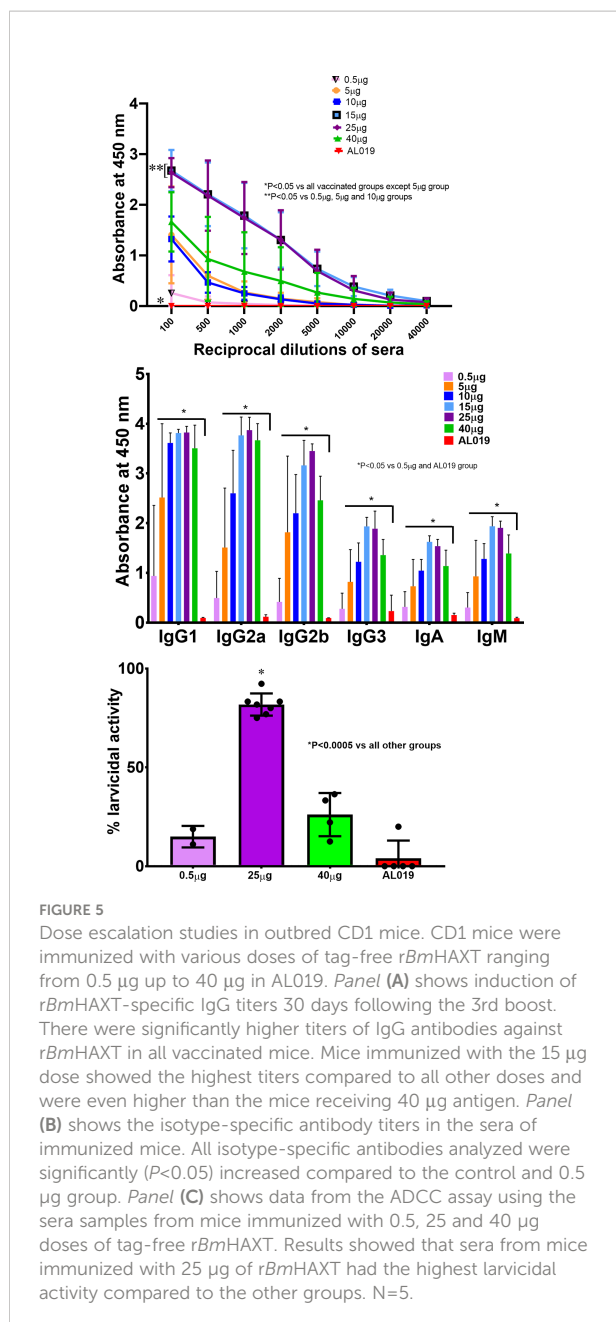 0.5µg
5µg
10µg
15µg
25µg
40µg
AL019
Absorbance at 450 nm
4
3
2
1
0
**
*
*P<0.05 vs all vaccinated groups except 5µg group
**P<0.05 vs 0.5µg, 5µg and 10µg groups
100
500
1000
2000
5000
10000
20000
40000
Reciprocal dilutions of sera
Absorbance at 450 nm
5
4
3
2
1
0
0.5µg
5µg
10µg
15µg
25µg
40µg
AL019
* * * * * *
*P<0.05 vs 0.5µg and AL019 group
IgG1 IgG2a IgG2b IgG3 IgA IgM
% larvicidal activity
100
50
0
*
*P<0.0005 vs all other groups
0.5µg 25µg 40µg AL019
FIGURE 5
Dose escalation studies in outbred CD1 mice. CD1 mice were
immunized with various doses of tag-free rBmHAXT ranging
from 0.5 µg up to 40 µg in AL019. Panel (A) shows induction of
rBmHAXT-specific IgG titers 30 days following the 3rd boost.
There were significantly higher titers of IgG antibodies against
rBmHAXT in all vaccinated mice. Mice immunized with the 15 µg
dose showed the highest titers compared to all other doses and
were even higher than the mice receiving 40 µg antigen. Panel
(B) shows the isotype-specific antibody titers in the sera of
immunized mice. All isotype-specific antibodies analyzed were
significantly (P<0.05) increased compared to the control and 0.5
µg group. Panel (C) shows data from the ADCC assay using the
sera samples from mice immunized with 0.5, 25 and 40 µg
doses of tag-free rBmHAXT. Results showed that sera from mice
immunized with 25 µg of rBmHAXT had the highest larvicidal
activity compared to the other groups. N=5.